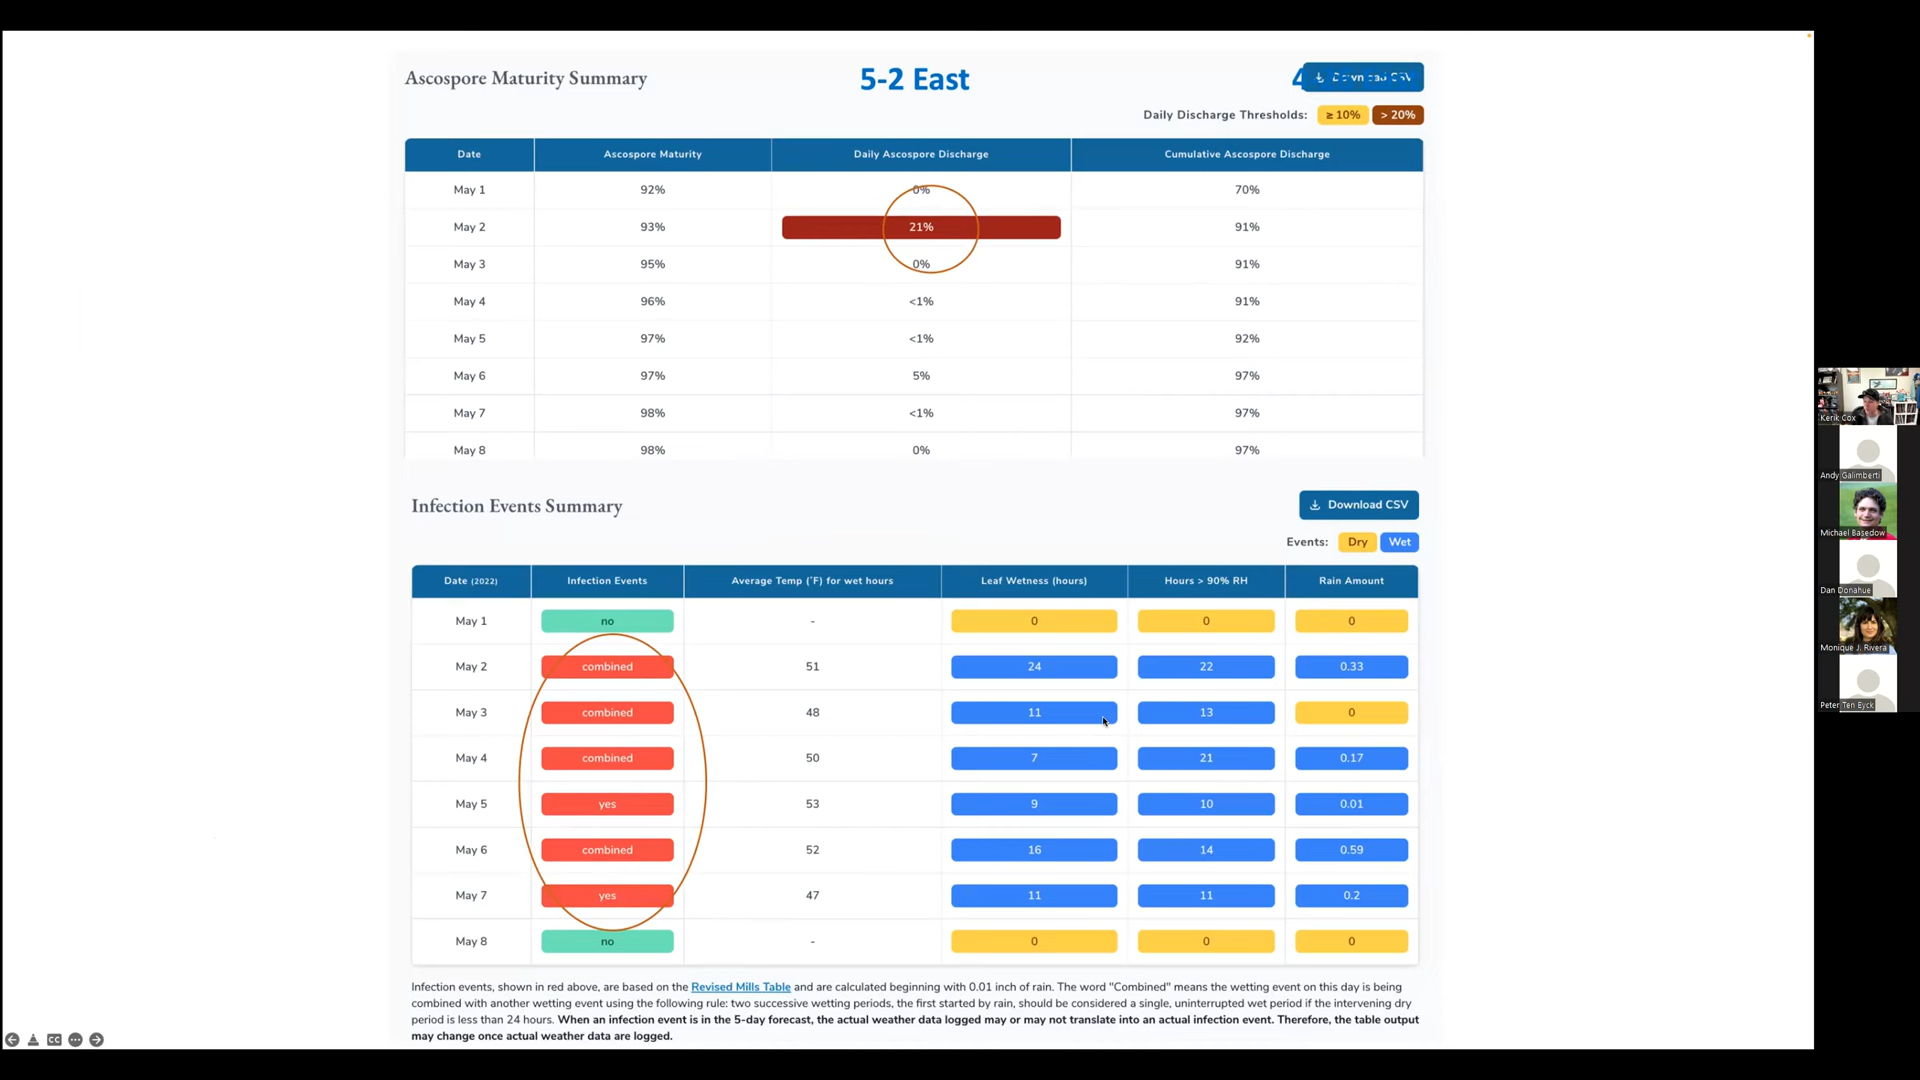 Ascospore Maturity Summary
5-2 East
Download CSV
Daily Discharge Thresholds: ≥ 10% > 20%
Date Ascospore Maturity Daily Ascospore Discharge Cumulative Ascospore Discharge
May 1 92% 0% 70%
May 2 93% 21% 91%
May 3 95% 0% 91%
May 4 96% <1% 91%
May 5 97% <1% 92%
May 6 97% 5% 97%
May 7 98% <1% 97%
May 8 98% 0% 97%
Infection Events Summary
Download CSV
Events: Dry Wet
Date (2022) Infection Events Average Temp (°F) for wet hours Leaf Wetness (hours) Hours > 90% RH Rain Amount
May 1 no - 0 0 0
May 2 combined 51 24 22 0.33
May 3 combined 48 11 13 0
May 4 combined 50 7 21 0.17
May 5 yes 53 9 10 0.01
May 6 combined 52 16 14 0.59
May 7 yes 47 11 11 0.2
May 8 no - 0 0 0
Infection events, shown in red above, are based on the Revised Mills Table and are calculated beginning with 0.01 inch of rain. The word "Combined" means the wetting event on this day is being
combined with another wetting event using the following rule: two successive wetting periods, the first started by rain, should be considered a single, uninterrupted wet period if the intervening dry
period is less than 24 hours. When an infection event is in the 5-day forecast, the actual weather data logged may or may not translate into an actual infection event. Therefore, the table output
may change once actual weather data are logged.
CC
Kerik Cox
Andy Galimberti
Michael Basedow
Dan Donahue
Monique J. Rivera
Peter Ten Eyck